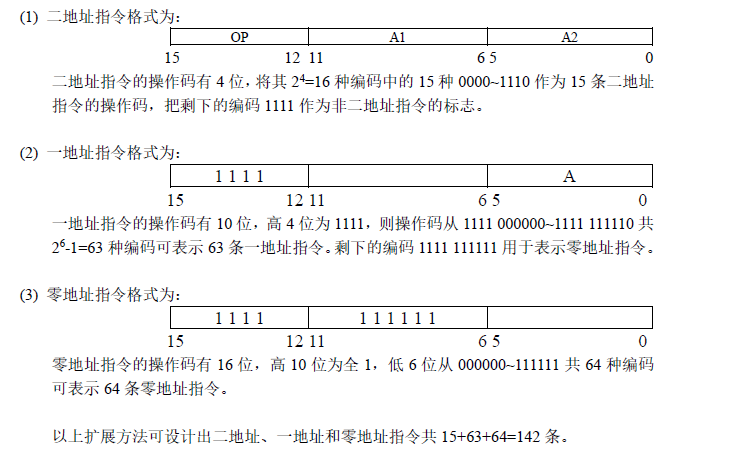 (1) 二地址指令格式为:
OP A1 A2
15 12 11 6 5 0
二地址指令的操作码有 4 位，将其 2⁴=16 种编码中的 15 种 0000~1110 作为 15 条二地址
指令的操作码，把剩下的编码 1111 作为非二地址指令的标志。
(2) 一地址指令格式为:
1 1 1 1 A
15 12 11 6 5 0
一地址指令的操作码有 10 位，高 4 位为 1111，则操作码从 1111 000000~1111 111110 共
2⁶-1=63 种编码可表示 63 条一地址指令。剩下的编码 1111 111111 用于表示零地址指令。
(3) 零地址指令格式为:
1 1 1 1 1 1 1 1 1 1
15 12 11 6 5 0
零地址指令的操作码有 16 位，高 10 位为全 1，低 6 位从 000000~111111 共 64 种编码
可表示 64 条零地址指令。
以上扩展方法可设计出二地址、一地址和零地址指令共 15+63+64=142 条。